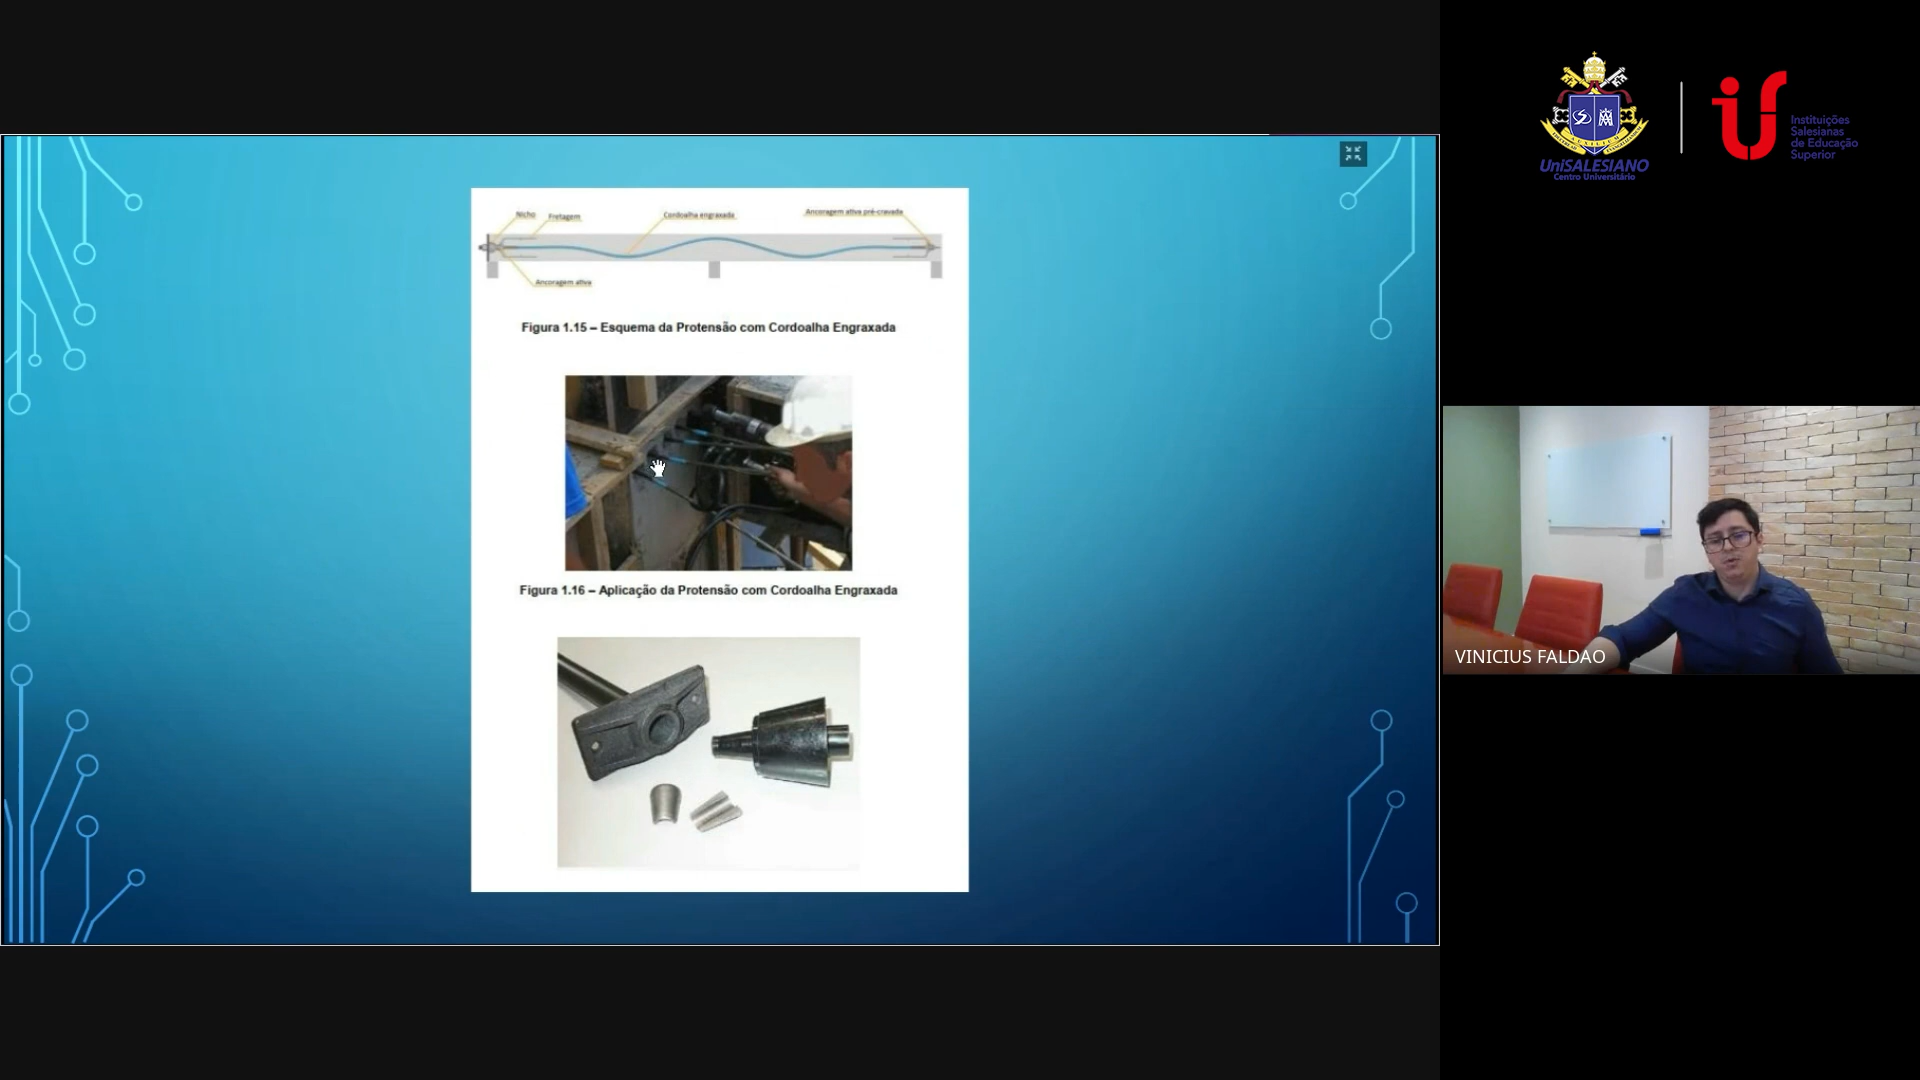 Nicho
Fretagem
Cordoalha engraxada
Ancoragem ativa pré-cravada
Ancoragem ativa
Figura 1.15 – Esquema da Protensão com Cordoalha Engraxada
Figura 1.16 – Aplicação da Protensão com Cordoalha Engraxada
UniSALESIANO
Centro Universitário
Instituições
Salesianas
de Educação
Superior
VINICIUS FALDAO